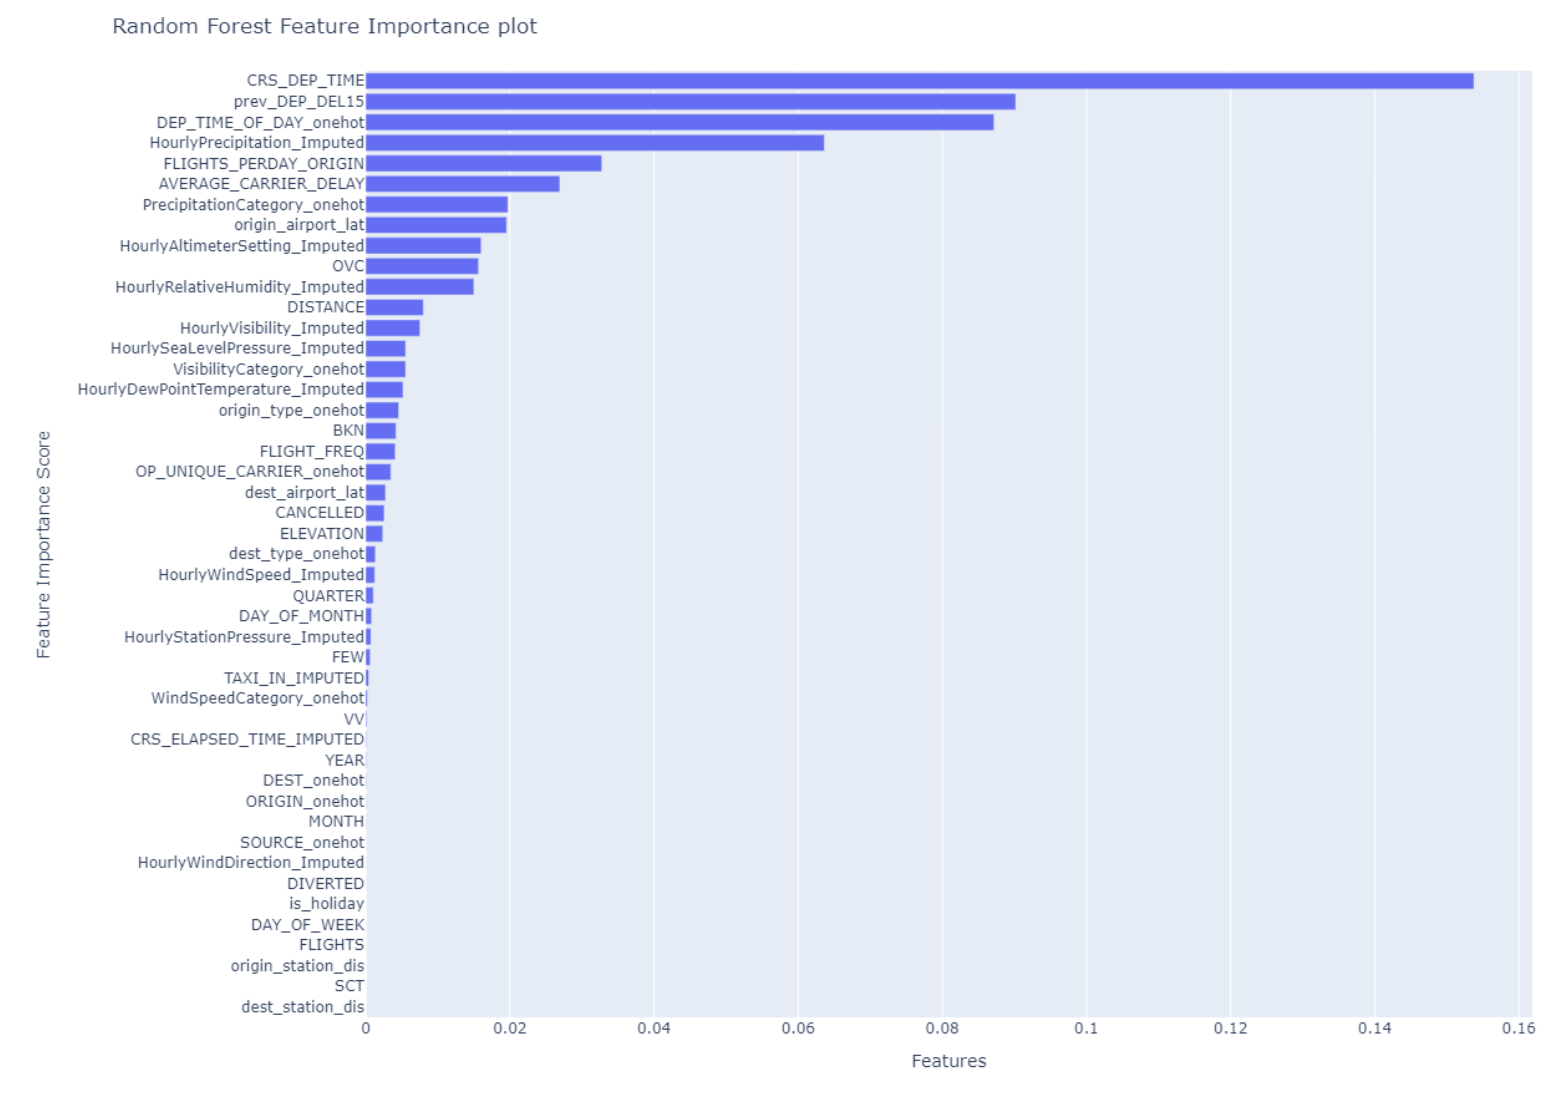 Random Forest Feature Importance plot
CRS_DEP_TIME
prev_DEP_DEL15
DEP_TIME_OF_DAY_onehot
HourlyPrecipitation_Imputed
FLIGHTS_PERDAY_ORIGIN
AVERAGE_CARRIER_DELAY
PrecipitationCategory_onehot
origin_airport_lat
HourlyAltimeterSetting_Imputed
OVC
HourlyRelativeHumidity_Imputed
DISTANCE
HourlyVisibility_Imputed
HourlySeaLevelPressure_Imputed
VisibilityCategory_onehot
HourlyDewPointTemperature_Imputed
origin_type_onehot
BKN
FLIGHT_FREQ
OP_UNIQUE_CARRIER_onehot
dest_airport_lat
CANCELLED
ELEVATION
dest_type_onehot
HourlyWindSpeed_Imputed
QUARTER
DAY_OF_MONTH
HourlyStationPressure_Imputed
FEW
TAXI_IN_IMPUTED
WindSpeedCategory_onehot
VV
CRS_ELAPSED_TIME_IMPUTED
YEAR
DEST_onehot
ORIGIN_onehot
MONTH
SOURCE_onehot
HourlyWindDirection_Imputed
DIVERTED
is_holiday
DAY_OF_WEEK
FLIGHTS
origin_station_dis
SCT
dest_station_dis
Feature Importance Score
0 0.02 0.04 0.06 0.08 0.1 0.12 0.14 0.16
Features